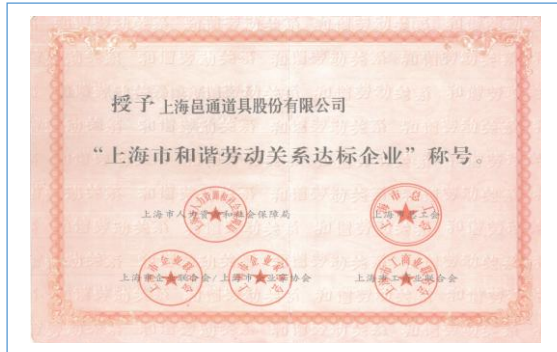 授予 上海邑通道具股份有限公司
“上海市和谐劳动关系达标企业”称号。
上海市人力资源和社会保障局
上海市总工会
上海市企业联合会/上海市企业家协会
上海市工商业联合会